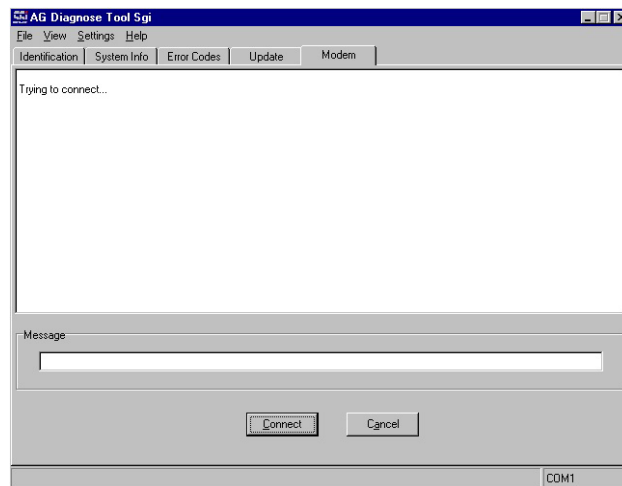 AG Diagnose Tool Sgi
File View Settings Help
Identification System Info Error Codes Update Modem
Trying to connect...
Message
Connect Cancel
COM1